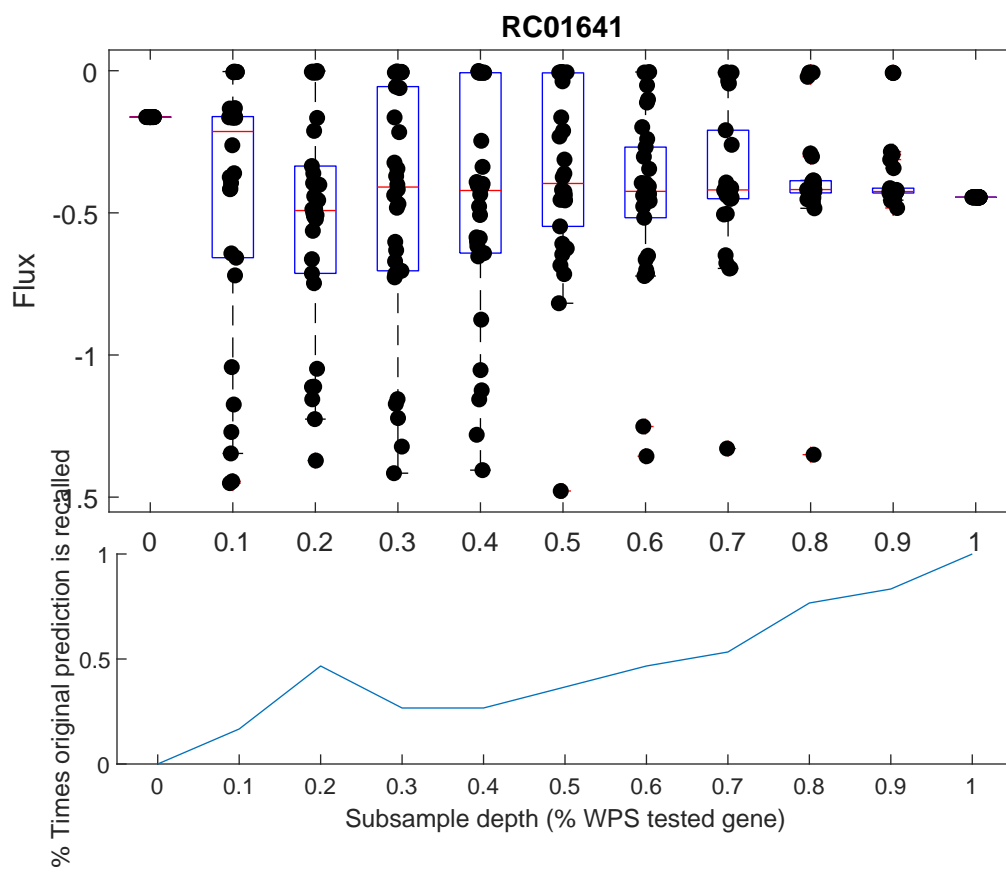 RC01641
Flux
0
-0.5
-1
-1.5
0 0.1 0.2 0.3 0.4 0.5 0.6 0.7 0.8 0.9 1
% Times original prediction is recalled
1
0.5
0
0 0.1 0.2 0.3 0.4 0.5 0.6 0.7 0.8 0.9 1
Subsample depth (% WPS tested gene)